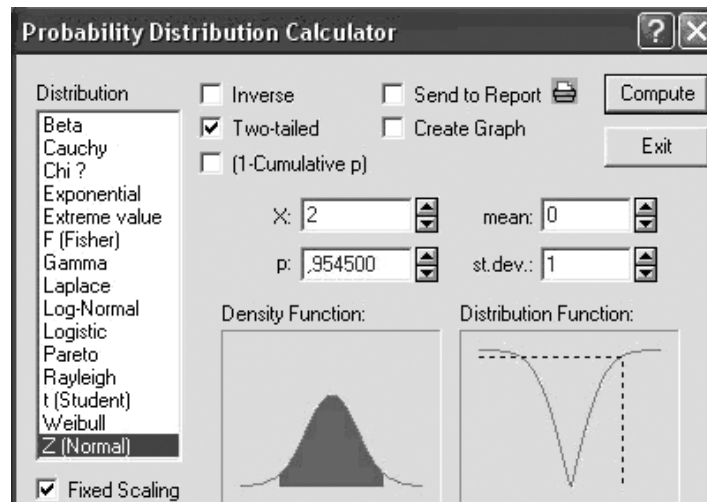 Probability Distribution Calculator
Distribution
Beta
Cauchy
Chi ?
Exponential
Extreme value
F (Fisher)
Gamma
Laplace
Log-Normal
Logistic
Pareto
Rayleigh
t (Student)
Weibull
Z (Normal)
Fixed Scaling
Inverse
Two-tailed
(1-Cumulative p)
Send to Report
Create Graph
Compute
Exit
X: 2
mean: 0
p: ,954500
st.dev.: 1
Density Function:
Distribution Function: